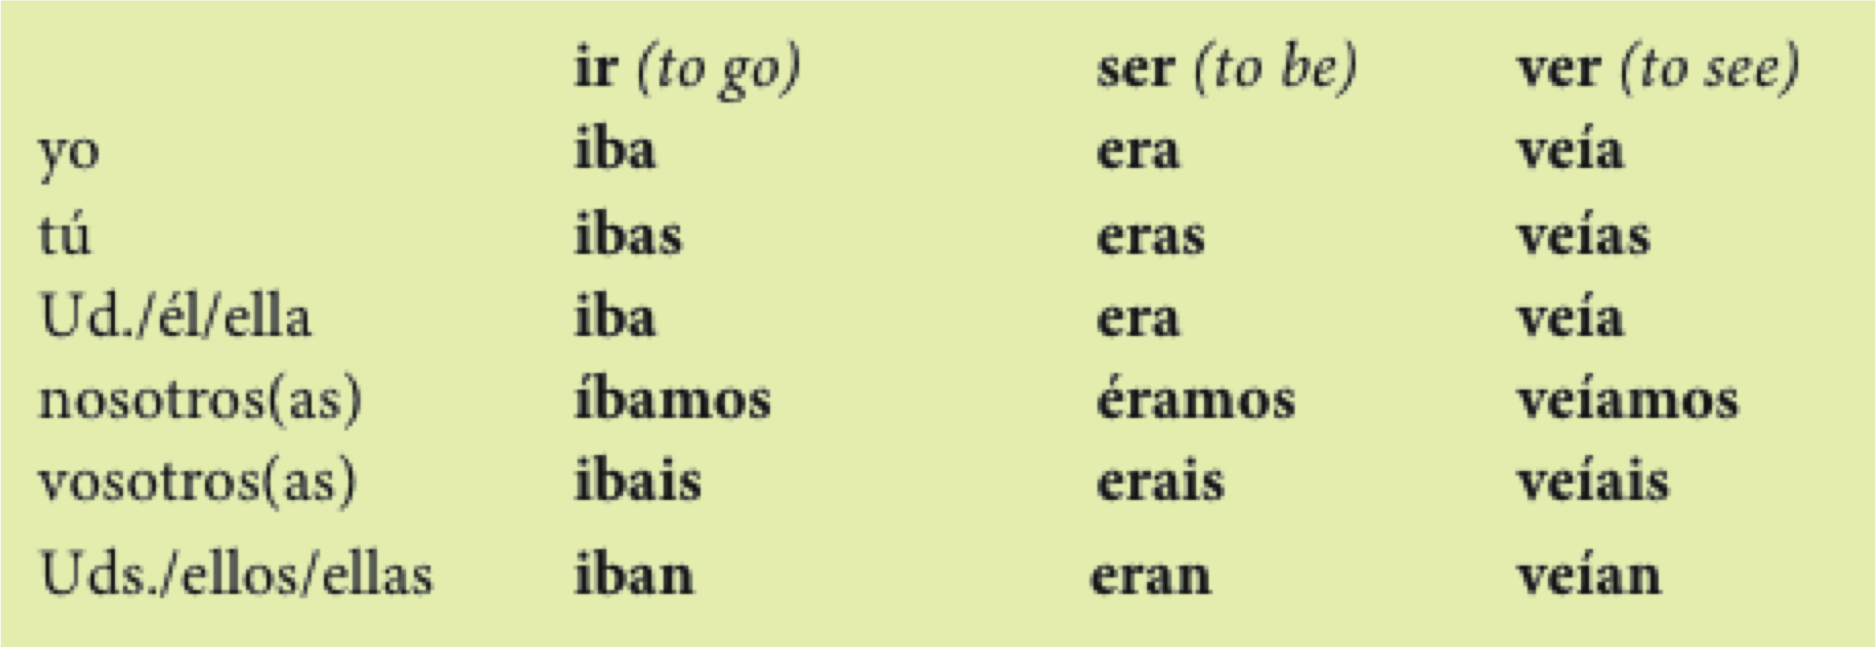 ir (to go) ser (to be) ver (to see)
yo iba era veía
tú ibas eras veías
Ud./él/ella iba era veía
nosotros(as) íbamos éramos veíamos
vosotros(as) ibais erais veíais
Uds./ellos/ellas iban eran veían